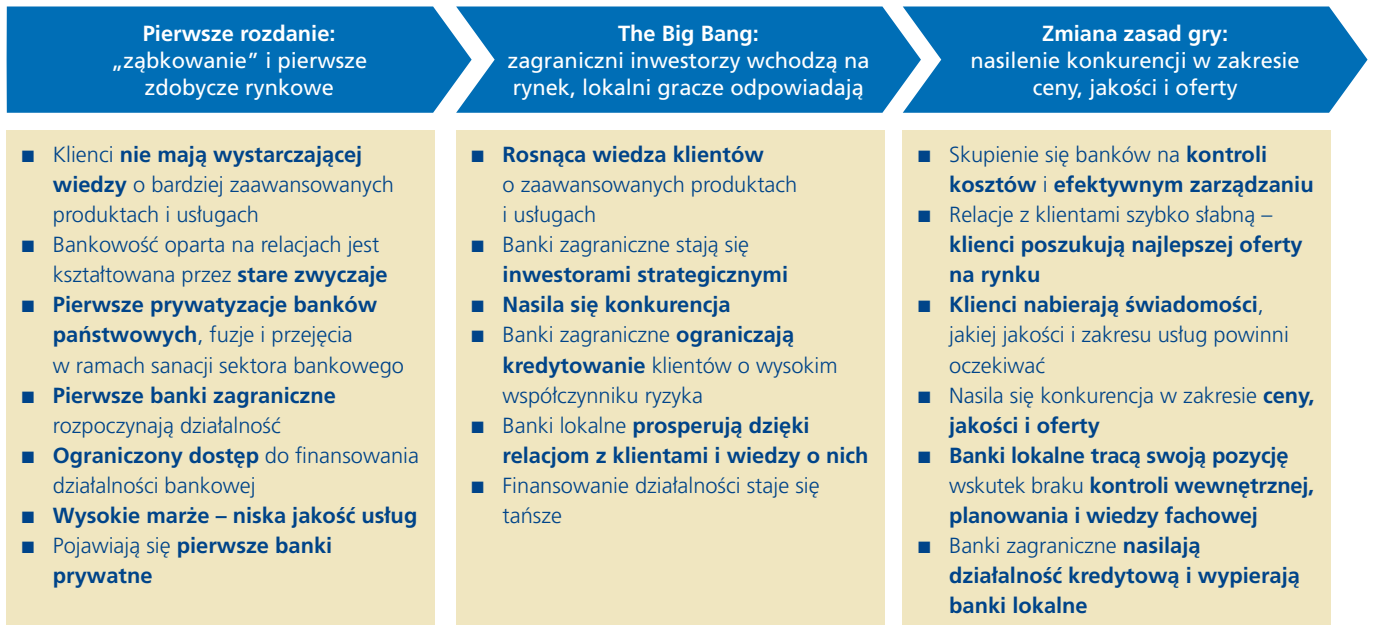 Pierwsze rozdanie:
„ząbkowanie” i pierwsze
zdobycze rynkowe
■ Klienci nie mają wystarczającej
wiedzy o bardziej zaawansowanych
produktach i usługach
■ Bankowość oparta na relacjach jest
kształtowana przez stare zwyczaje
■ Pierwsze prywatyzacje banków
państwowych, fuzje i przejęcia
w ramach sanacji sektora bankowego
■ Pierwsze banki zagraniczne
rozpoczynają działalność
■ Ograniczony dostęp do finansowania
działalności bankowej
■ Wysokie marże – niska jakość usług
■ Pojawiają się pierwsze banki
prywatne
The Big Bang:
zagraniczni inwestorzy wchodzą na
rynek, lokalni gracze odpowiadają
■ Rosnąca wiedza klientów
o zaawansowanych produktach
i usługach
■ Banki zagraniczne stają się
inwestorami strategicznymi
■ Nasila się konkurencja
■ Banki zagraniczne ograniczają
kredytowanie klientów o wysokim
współczynniku ryzyka
■ Banki lokalne prosperują dzięki
relacjom z klientami i wiedzy o nich
■ Finansowanie działalności staje się
tańsze
Zmiana zasad gry:
nasilenie konkurencji w zakresie
ceny, jakości i oferty
■ Skupienie się banków na kontroli
kosztów i efektywnym zarządzaniu
■ Relacje z klientami szybko słabną –
klienci poszukują najlepszej oferty
na rynku
■ Klienci nabierają świadomości,
jakiej jakości i zakresu usług powinni
oczekiwać
■ Nasila się konkurencja w zakresie ceny,
jakości i oferty
■ Banki lokalne tracą swoją pozycję
wskutek braku kontroli wewnętrznej,
planowania i wiedzy fachowej
■ Banki zagraniczne nasilają
działalność kredytową i wypierają
banki lokalne